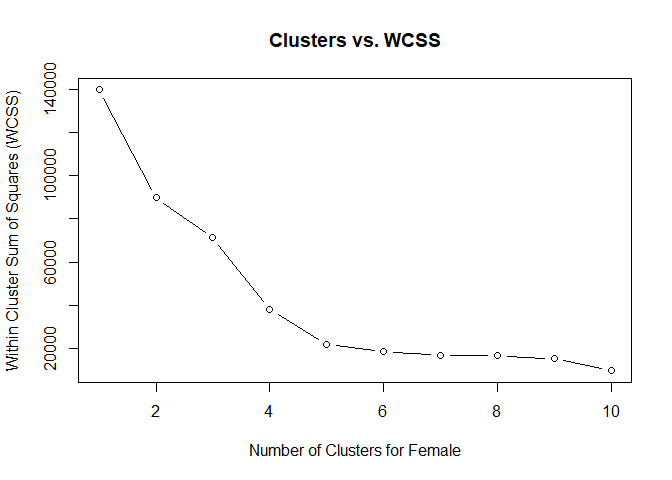 Clusters vs. WCSS
Within Cluster Sum of Squares (WCSS)
140000
100000
60000
20000
2 4 6 8 10
Number of Clusters for Female